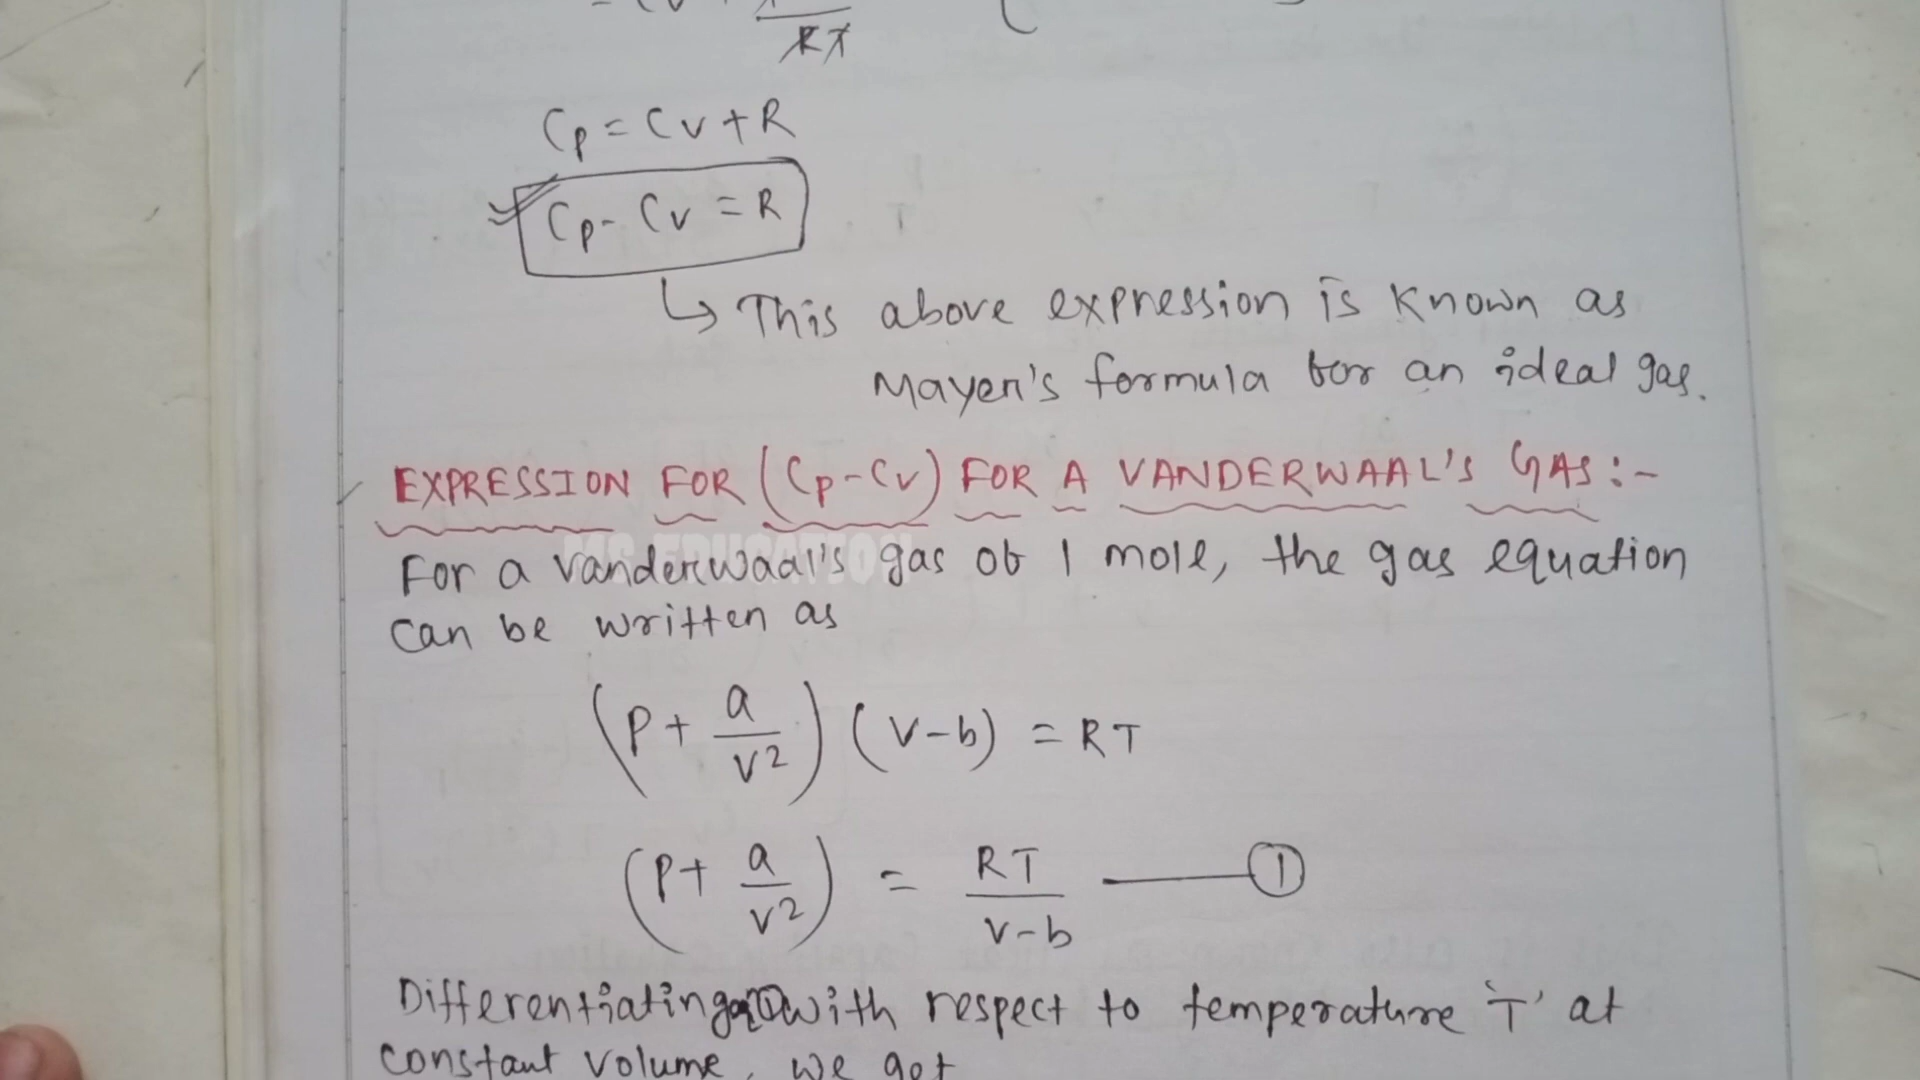 RT
Cp = Cv + R
Cp - Cv = R
↳ This above expression is known as
Mayer's formula for an ideal gas.
EXPRESSION FOR (Cp - Cv) FOR A VANDERWAAL'S GAS :-
For a vanderwaal's gas of 1 mole, the gas equation
can be written as
(P + a/v²) (v - b) = RT
(P + a/v²) = RT/v-b —— ①
Differentiating eq① with respect to temperature 'T' at
constant volume, we get